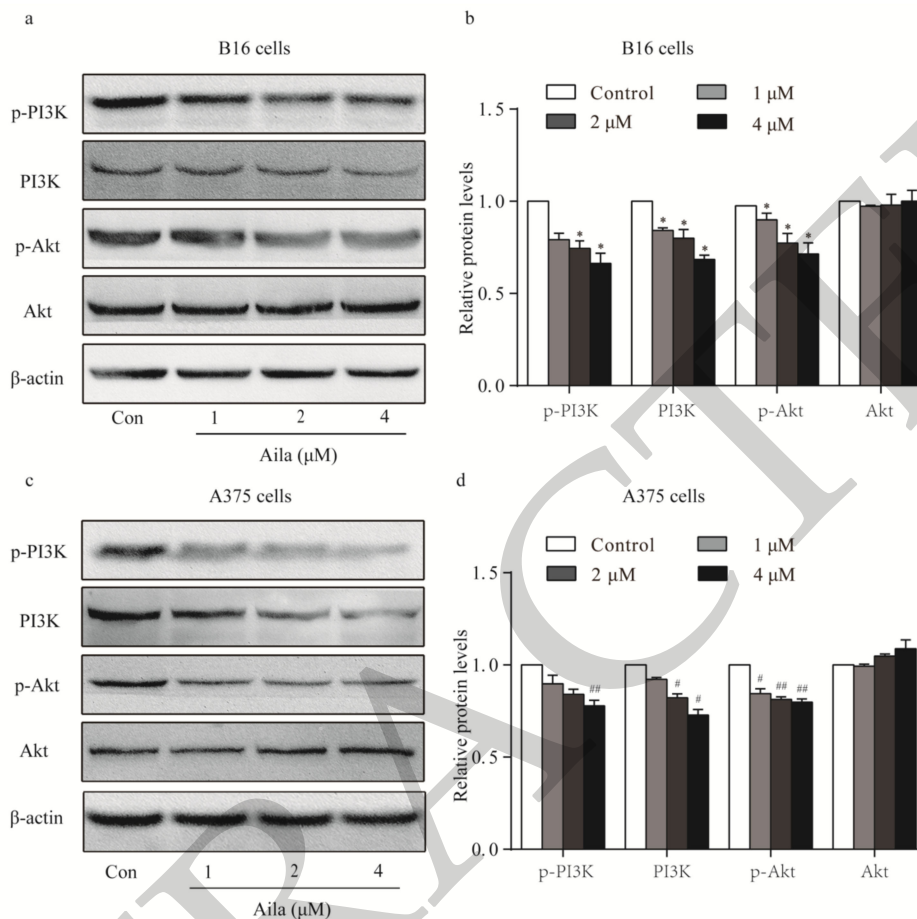 a
B16 cells
p-PI3K
PI3K
p-Akt
Akt
β-actin
Con 1 2 4
Aila (μM)
b
B16 cells
Control 1 μM
2 μM 4 μM
Relative protein levels
1.5
1.0
0.5
0.0
* * * * * * * *
p-PI3K PI3K p-Akt Akt
c
A375 cells
p-PI3K
PI3K
p-Akt
Akt
β-actin
Con 1 2 4
Aila (μM)
d
A375 cells
Control 1 μM
2 μM 4 μM
Relative protein levels
1.5
1.0
0.5
0.0
## # # # ## ##
p-PI3K PI3K p-Akt Akt
RACTE